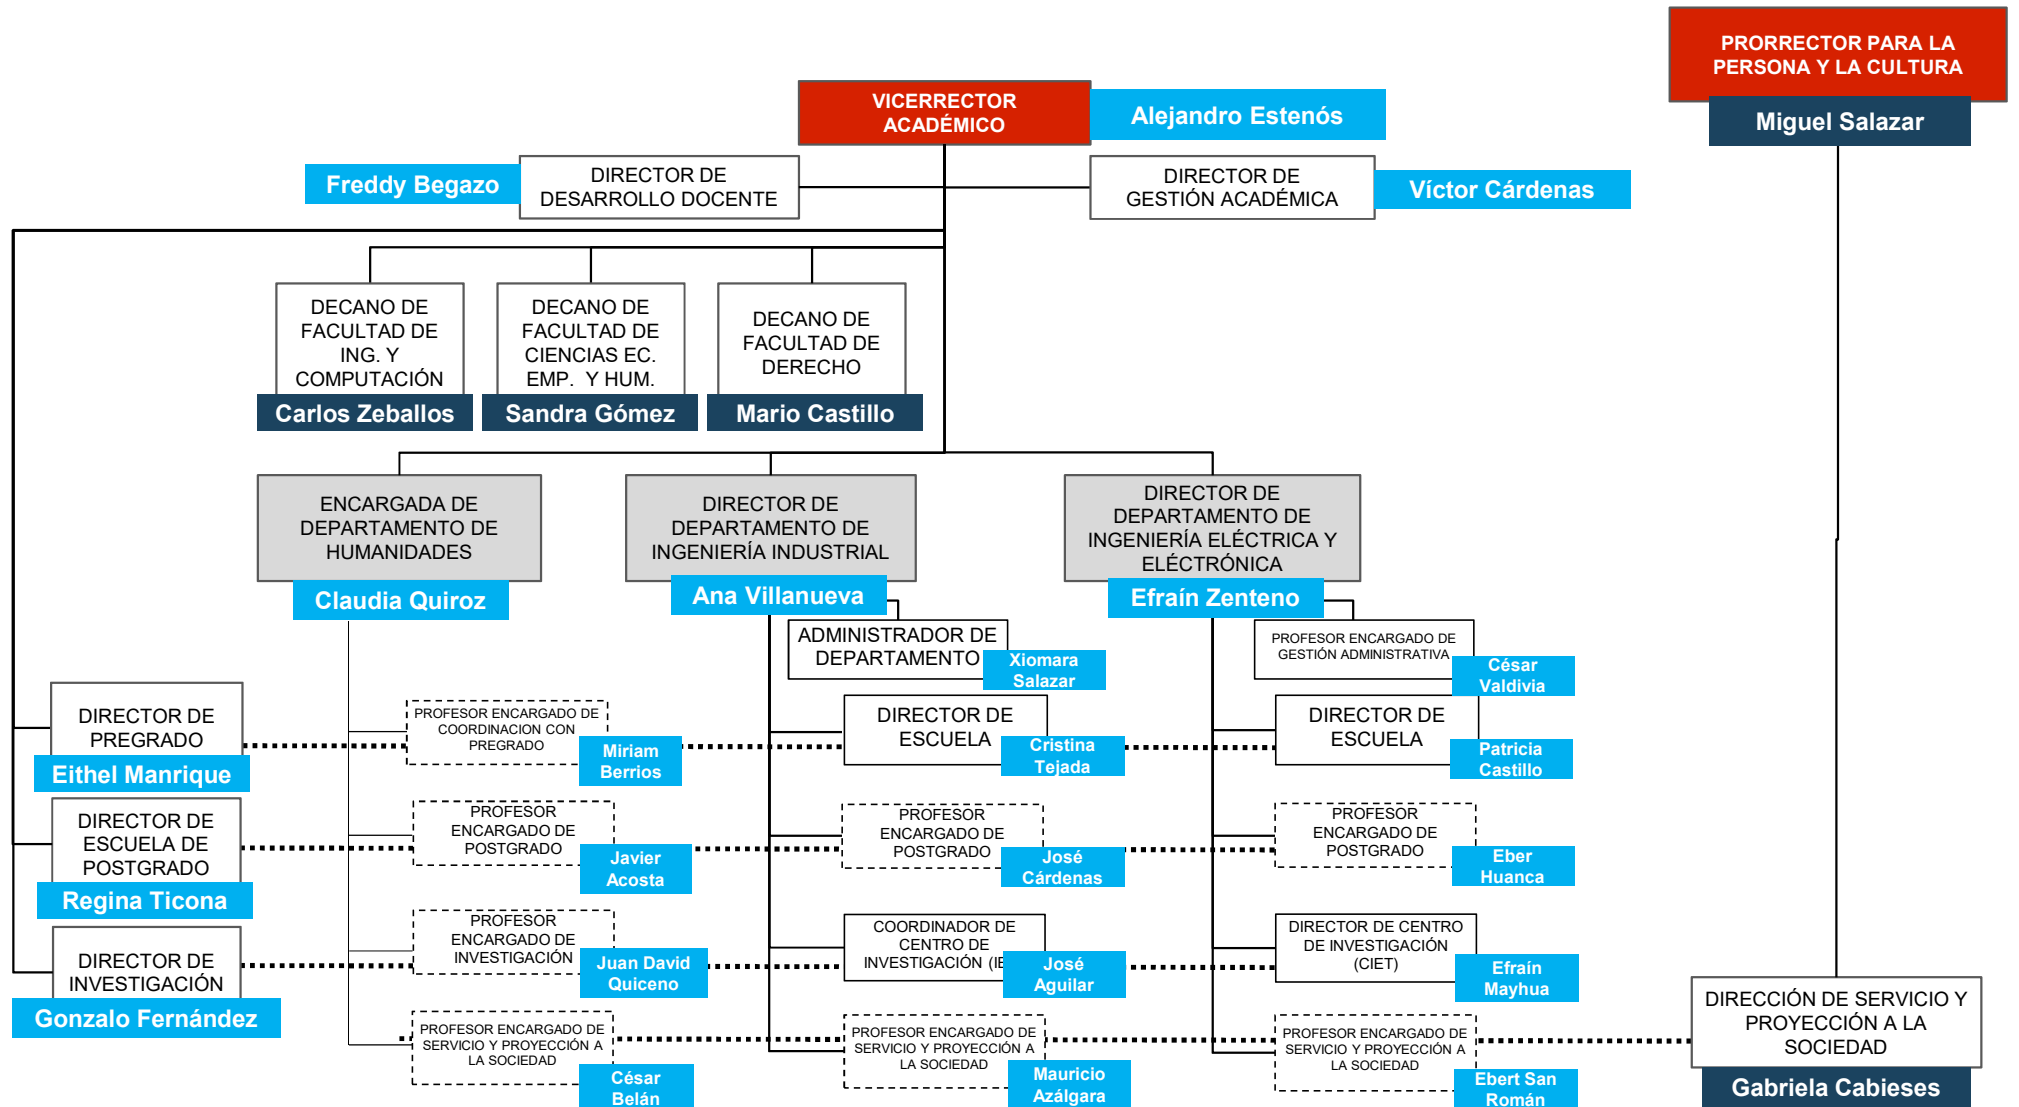 PRORRECTOR PARA LA
PERSONA Y LA CULTURA
Miguel Salazar
VICERRECTOR
ACADÉMICO
Alejandro Estenós
Freddy Begazo
DIRECTOR DE
DESARROLLO DOCENTE
DIRECTOR DE
GESTIÓN ACADÉMICA
Víctor Cárdenas
DECANO DE
FACULTAD DE
ING. Y
COMPUTACIÓN
Carlos Zeballos
DECANO DE
FACULTAD DE
CIENCIAS EC.
EMP. Y HUM.
Sandra Gómez
DECANO DE
FACULTAD DE
DERECHO
Mario Castillo
ENCARGADA DE
DEPARTAMENTO DE
HUMANIDADES
Claudia Quiroz
DIRECTOR DE
DEPARTAMENTO DE
INGENIERÍA INDUSTRIAL
Ana Villanueva
DIRECTOR DE
DEPARTAMENTO DE
INGENIERÍA ELÉCTRICA Y
ELÉCTRÓNICA
Efraín Zenteno
ADMINISTRADOR DE
DEPARTAMENTO
Xiomara
Salazar
PROFESOR ENCARGADO DE
GESTIÓN ADMINISTRATIVA
César
Valdivia
DIRECTOR DE
PREGRADO
Eithel Manrique
PROFESOR ENCARGADO DE
COORDINACION CON
PREGRADO
Miriam
Berrios
DIRECTOR DE
ESCUELA
Cristina
Tejada
DIRECTOR DE
ESCUELA
Patricia
Castillo
DIRECTOR DE
ESCUELA DE
POSTGRADO
Regina Ticona
PROFESOR
ENCARGADO DE
POSTGRADO
Javier
Acosta
PROFESOR
ENCARGADO DE
POSTGRADO
José
Cárdenas
PROFESOR
ENCARGADO DE
POSTGRADO
Eber
Huanca
DIRECTOR DE
INVESTIGACIÓN
Gonzalo Fernández
PROFESOR
ENCARGADO DE
INVESTIGACIÓN
Juan David
Quiceno
COORDINADOR DE
CENTRO DE
INVESTIGACIÓN
José
Aguilar
DIRECTOR DE CENTRO
DE INVESTIGACIÓN
(CIET)
Efraín
Mayhua
PROFESOR ENCARGADO DE
SERVICIO Y PROYECCIÓN A
LA SOCIEDAD
César
Belán
PROFESOR ENCARGADO DE
SERVICIO Y PROYECCIÓN A
LA SOCIEDAD
Mauricio
Azálgara
PROFESOR ENCARGADO DE
SERVICIO Y PROYECCIÓN A
LA SOCIEDAD
Ebert San
Román
DIRECCIÓN DE SERVICIO Y
PROYECCIÓN A LA
SOCIEDAD
Gabriela Cabieses